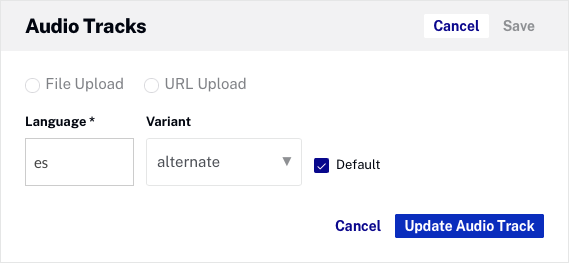 Audio Tracks
Cancel Save
File Upload URL Upload
Language * Variant
es alternate Default
Cancel Update Audio Track